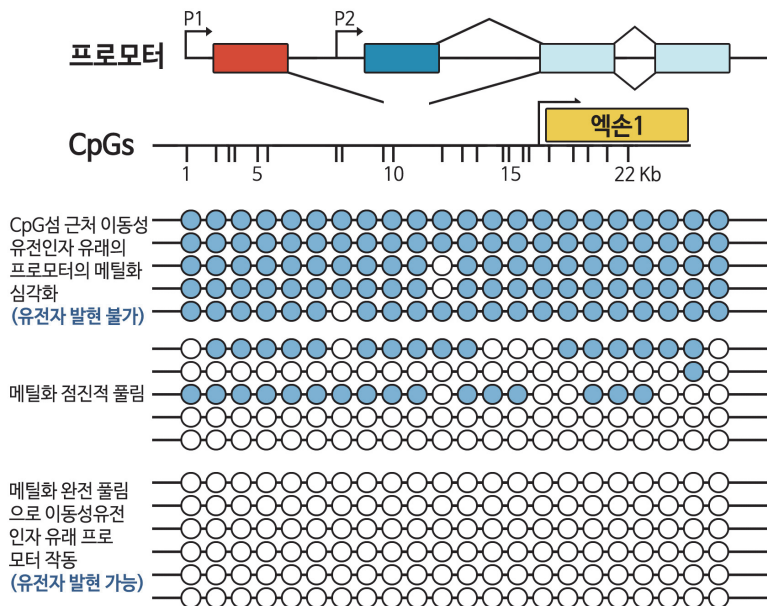 P1
P2
프로모터
엑손1
CpGs
1 5 10 15 22 Kb
CpG섬 근처 이동성
유전인자 유래의
프로모터의 메틸화
심각화
(유전자 발현 불가)
메틸화 점진적 풀림
메틸화 완전 풀림
으로 이동성유전
인자 유래 프로
모터 작동
(유전자 발현 가능)